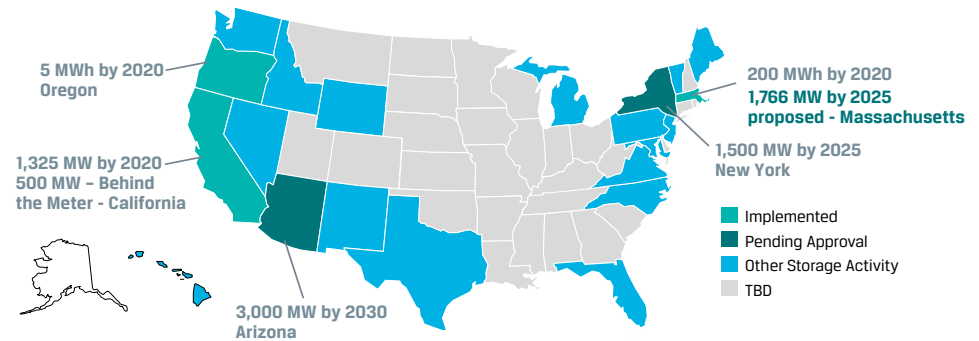 5 MWh by 2020
Oregon
1,325 MW by 2020
500 MW – Behind
the Meter - California
3,000 MW by 2030
Arizona
200 MWh by 2020
1,766 MW by 2025
proposed - Massachusetts
1,500 MW by 2025
New York
Implemented
Pending Approval
Other Storage Activity
TBD